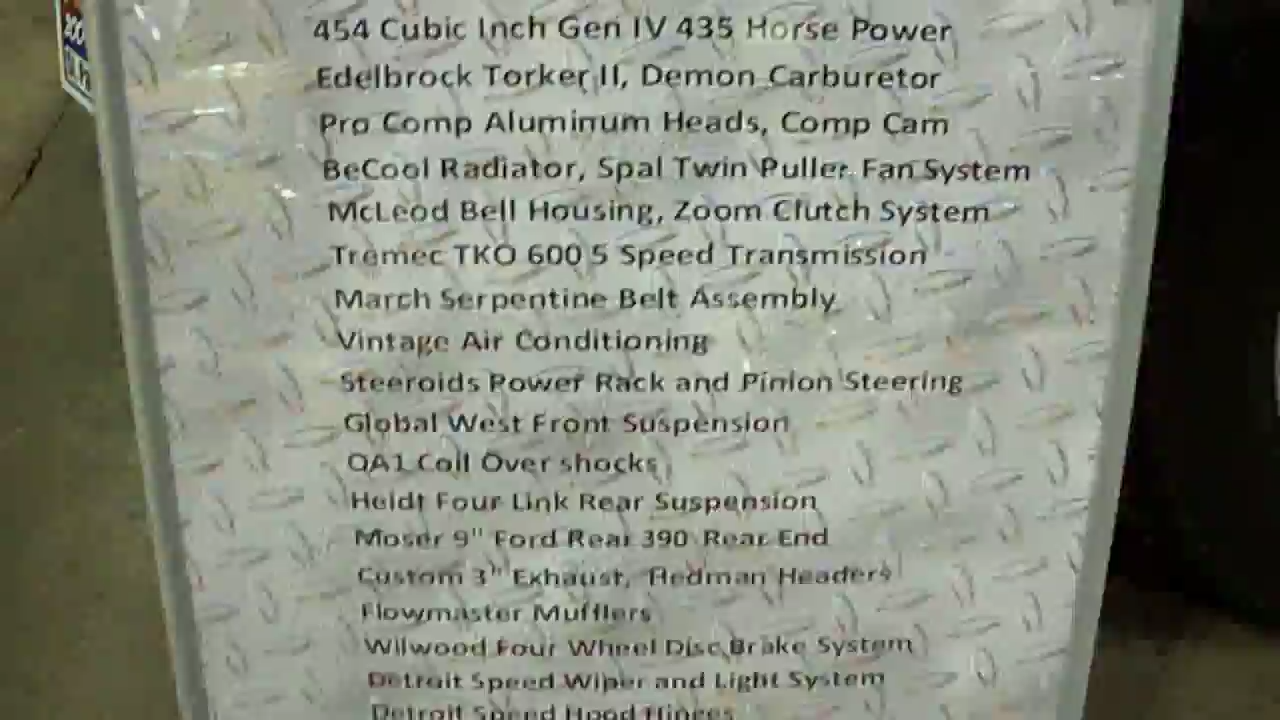 454 Cubic Inch Gen IV 435 Horse Power
Edelbrock Torker II, Demon Carburetor
Pro Comp Aluminum Heads, Comp Cam
BeCool Radiator, Spal Twin Puller Fan System
McLeod Bell Housing, Zoom Clutch System
Tremec TKO 600 5 Speed Transmission
March Serpentine Belt Assembly
Vintage Air Conditioning
Steeroids Power Rack and Pinion Steering
Global West Front Suspension
QA1 Coil Over shocks
Heidt Four Link Rear Suspension
Moser 9" Ford Rear 390 Rear End
Custom 3" Exhaust, Hedman Headers
Flowmaster Mufflers
Wilwood Four Wheel Disc Brake System
Detroit Speed Wiper and Light System
Detroit Speed Hood Hinges